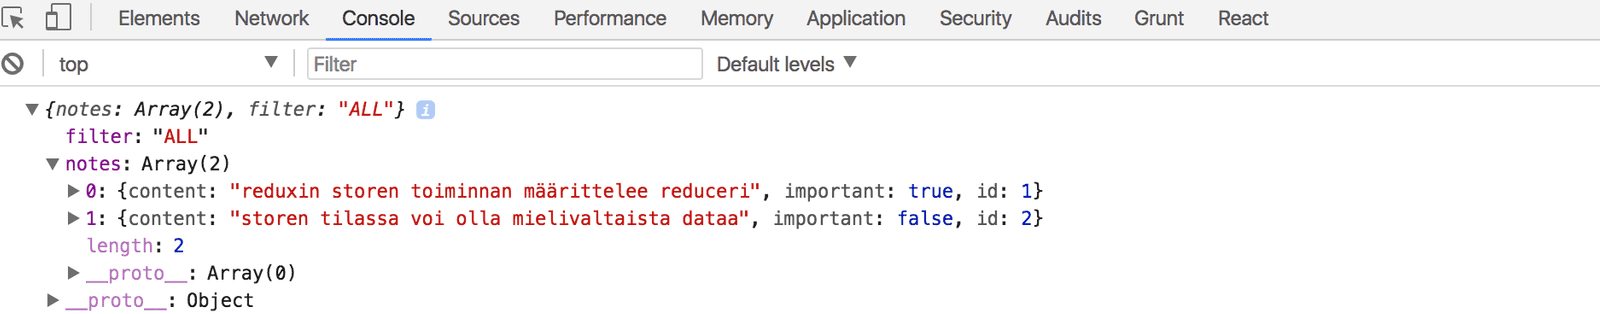 Elements Network Console Sources Performance Memory Application Security Audits Grunt React
top Filter Default levels
{notes: Array(2), filter: "ALL"} i
filter: "ALL"
notes: Array(2)
0: {content: "reduxin storen toiminnan määrittelee reduceri", important: true, id: 1}
1: {content: "storen tilassa voi olla mielivaltaista dataa", important: false, id: 2}
length: 2
__proto__: Array(0)
__proto__: Object